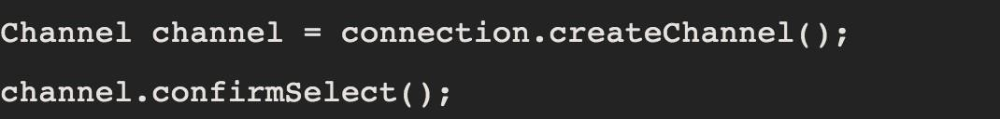 Channel channel = connection.createChannel();
channel.confirmSelect();